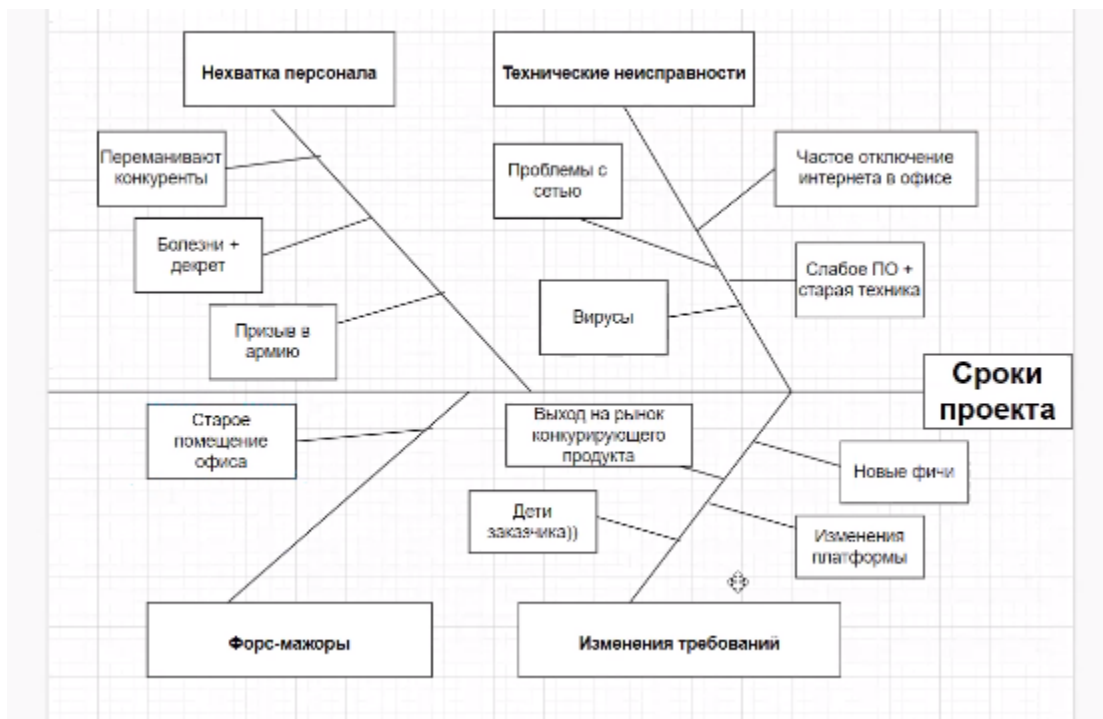 Нехватка персонала
Технические неисправности
Переманивают
конкуренты
Болезни +
декрет
Призыв в
армию
Проблемы с
сетью
Частое отключение
интернета в офисе
Слабое ПО +
старая техника
Вирусы
Сроки
проекта
Старое
помещение
офиса
Выход на рынок
конкурирующего
продукта
Новые фичи
Дети
заказчика))
Изменения
платформы
Форс-мажоры
Изменения требований